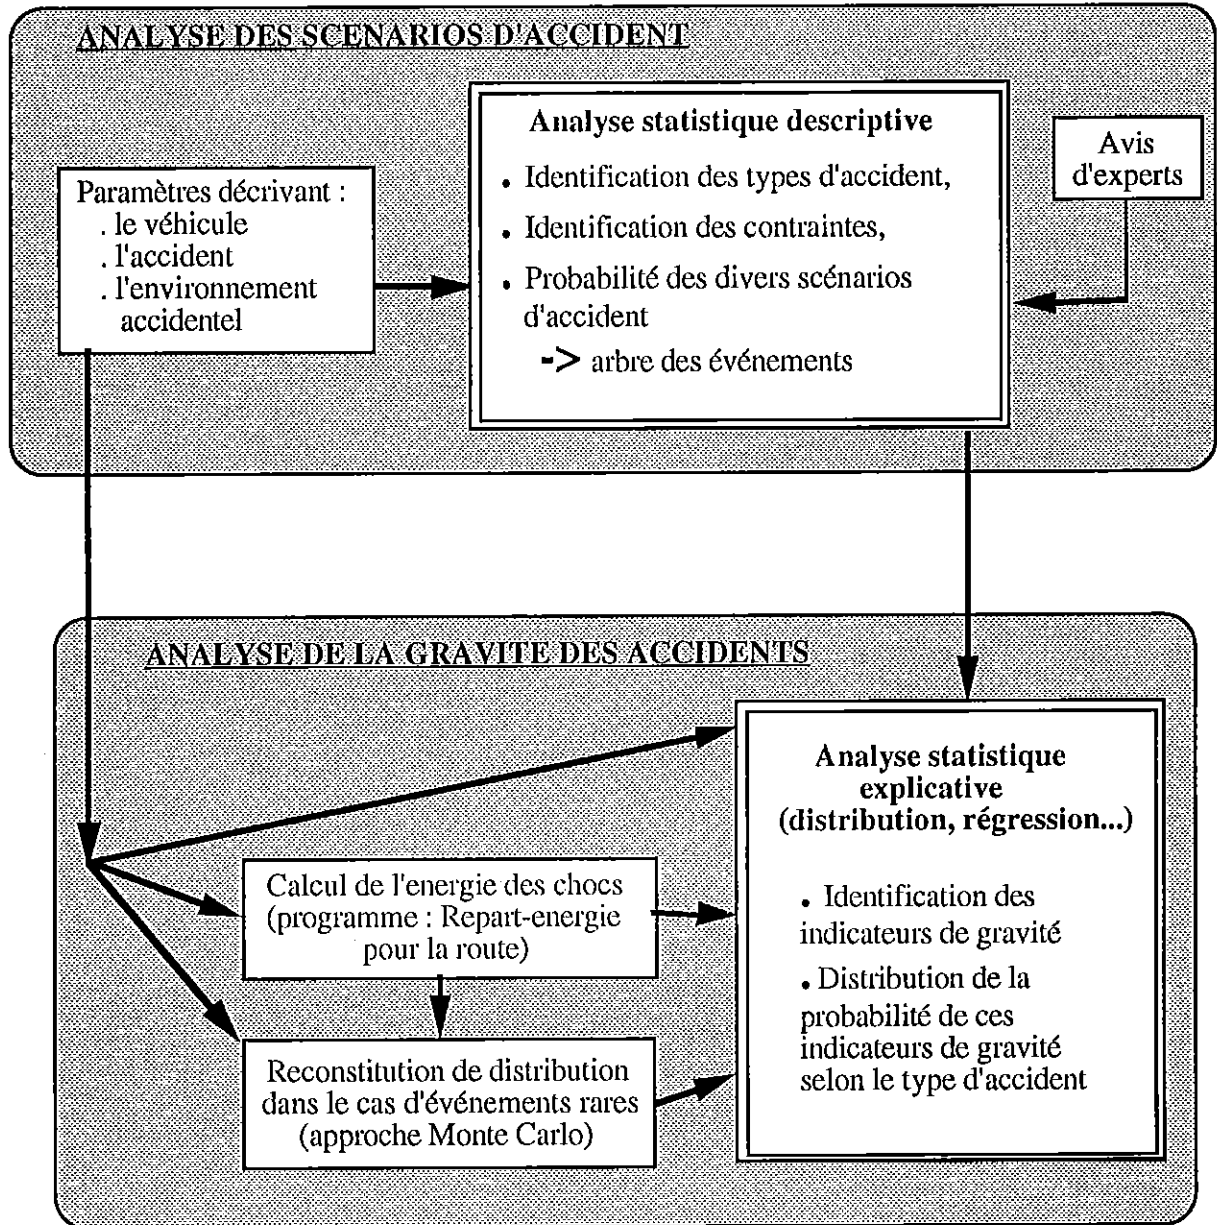 ANALYSE DES SCENARIOS D'ACCIDENT
Paramètres décrivant :
. le véhicule
. l'accident
. l'environnement
accidentel
Analyse statistique descriptive
• Identification des types d'accident,
• Identification des contraintes,
• Probabilité des divers scénarios
d'accident
-> arbre des événements
Avis
d'experts
ANALYSE DE LA GRAVITE DES ACCIDENTS
Calcul de l'energie des chocs
(programme : Repart-energie
pour la route)
Reconstitution de distribution
dans le cas d'événements rares
(approche Monte Carlo)
Analyse statistique
explicative
(distribution, régression...)
• Identification des
indicateurs de gravité
• Distribution de la
probabilité de ces
indicateurs de gravité
selon le type d'accident